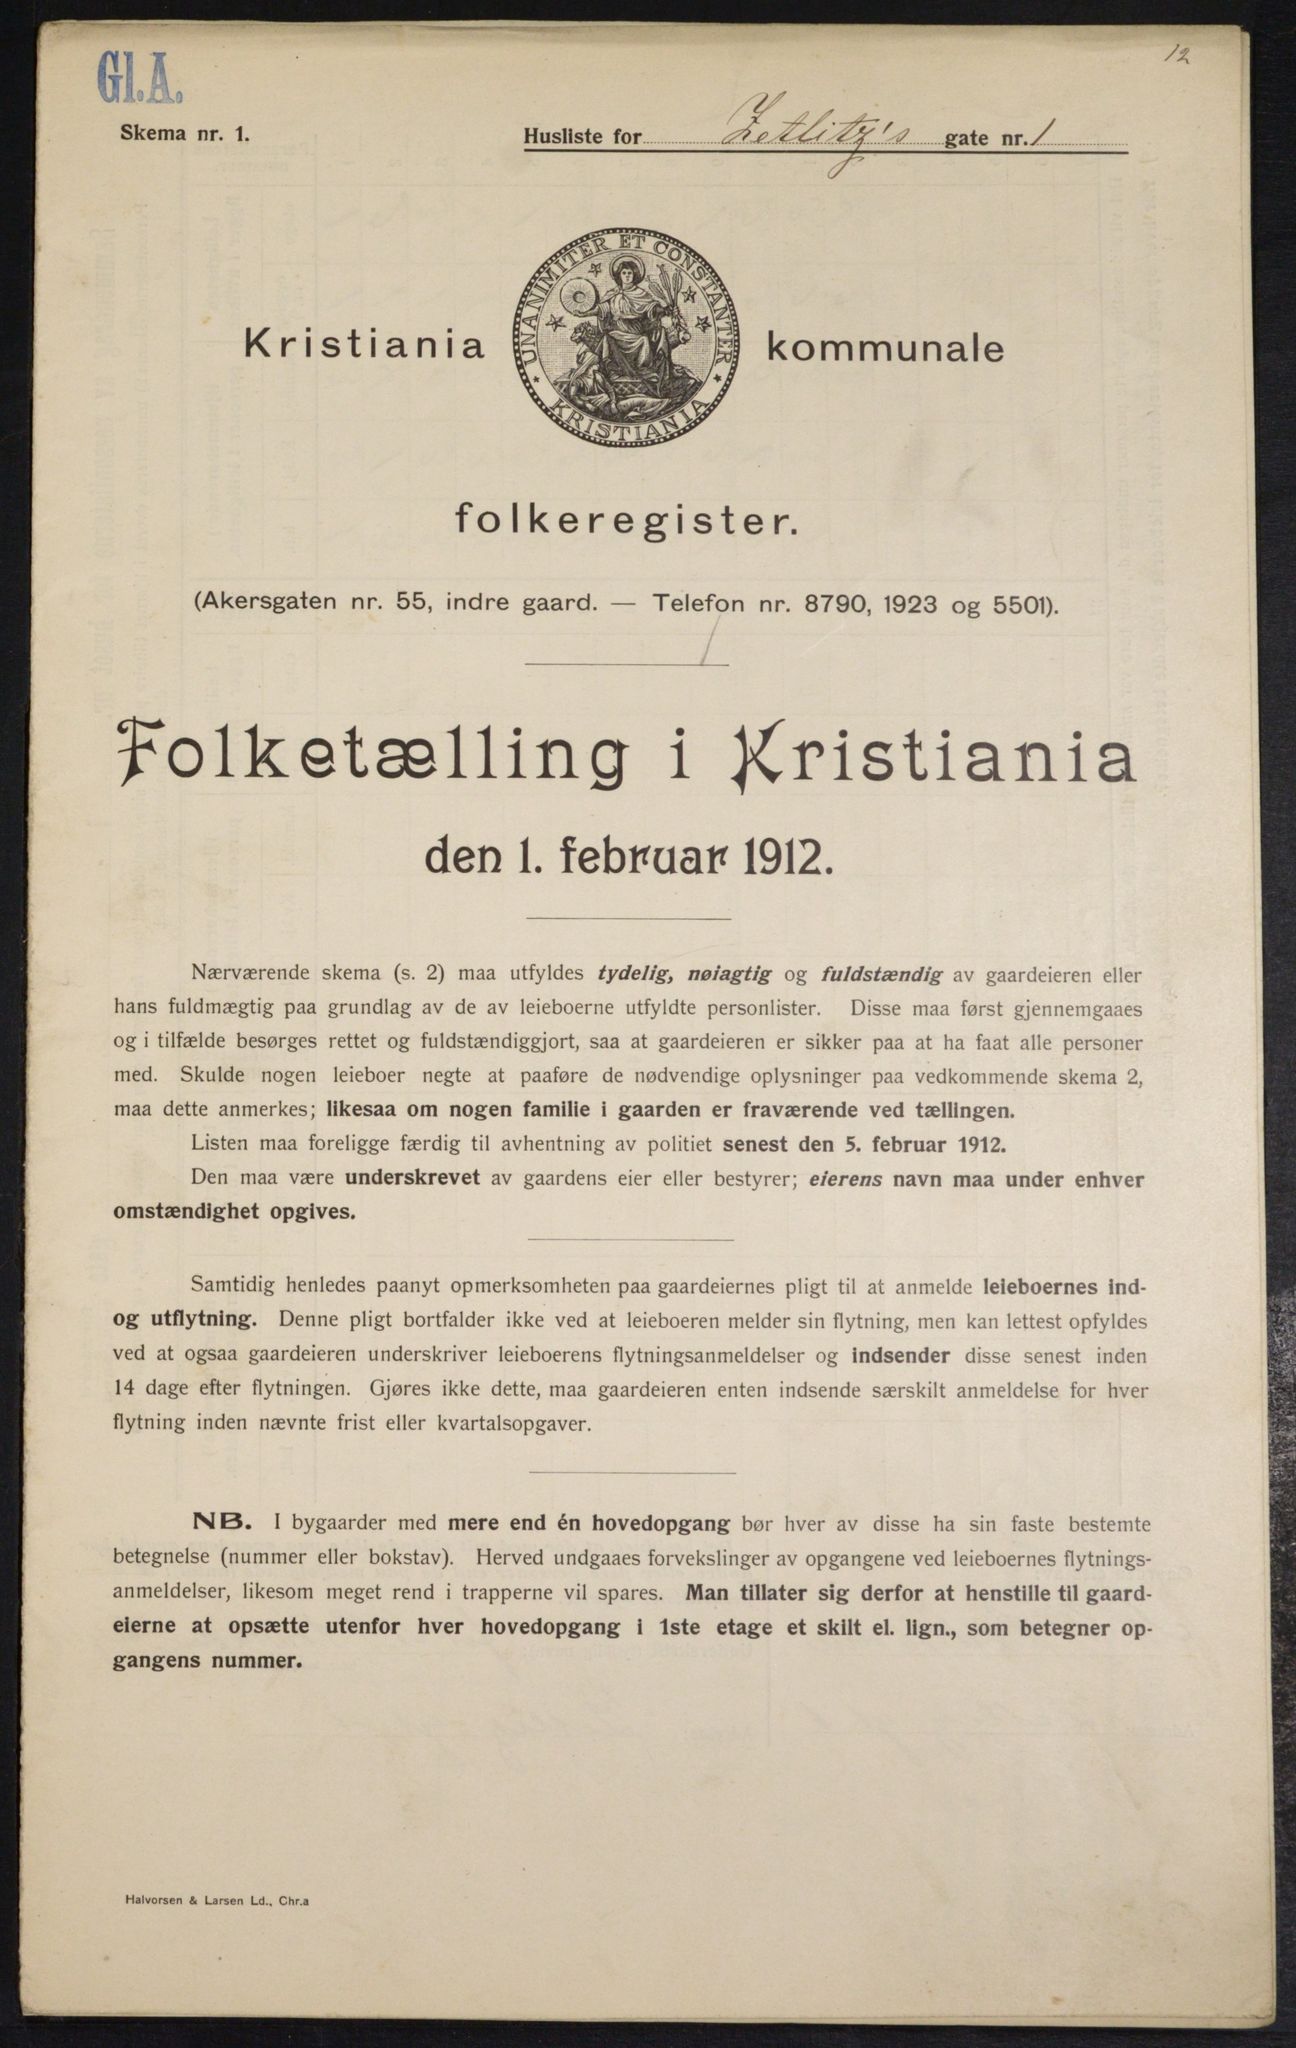 12
Gl.A.
Skema nr. 1.
Husliste for Zetlitz's gate nr. 1
UNANIMITER ET CONSTANTER
KRISTIANIA
Kristiania kommunale
folkeregister.
(Akersgaten nr. 55, indre gaard. — Telefon nr. 8790, 1923 og 5501).
Folketælling i Kristiania
den 1. februar 1912.
Nærværende skema (s. 2) maa utfyldes tydelig, nøiagtig og fuldstændig av gaardeieren eller
hans fuldmægtig paa grundlag av de av leieboerne utfyldte personlister. Disse maa først gjennemgaaes
og i tilfælde besørges rettet og fuldstændiggjort, saa at gaardeieren er sikker paa at ha faat alle personer
med. Skulde nogen leieboer negte at paaføre de nødvendige oplysninger paa vedkommende skema 2,
maa dette anmerkes; likesaa om nogen familie i gaarden er fraværende ved tællingen.
Listen maa foreligge færdig til avhentning av politiet senest den 5. februar 1912.
Den maa være underskrevet av gaardens eier eller bestyrer; eierens navn maa under enhver
omstændighet opgives.
Samtidig henledes paanyt opmerksomheten paa gaardeiernes pligt til at anmelde leieboernes ind-
og utflytning. Denne pligt bortfalder ikke ved at leieboeren melder sin flytning, men kan lettest opfyldes
ved at ogsaa gaardeieren underskriver leieboerens flytningsanmeldelser og indsender disse senest inden
14 dage efter flytningen. Gjøres ikke dette, maa gaardeieren enten indsende særskilt anmeldelse for hver
flytning inden nævnte frist eller kvartalsopgaver.
NB. I bygaarder med mere end én hovedopgang bør hver av disse ha sin faste bestemte
betegnelse (nummer eller bokstav). Herved undgaaes forvekslinger av opgangene ved leieboernes flytnings-
anmeldelser, likesom meget rend i trapperne vil spares. Man tillater sig derfor at henstille til gaard-
eierne at opsætte utenfor hver hovedopgang i 1ste etage et skilt el. lign., som betegner op-
gangens nummer.
Halvorsen & Larsen Ld., Chr.a